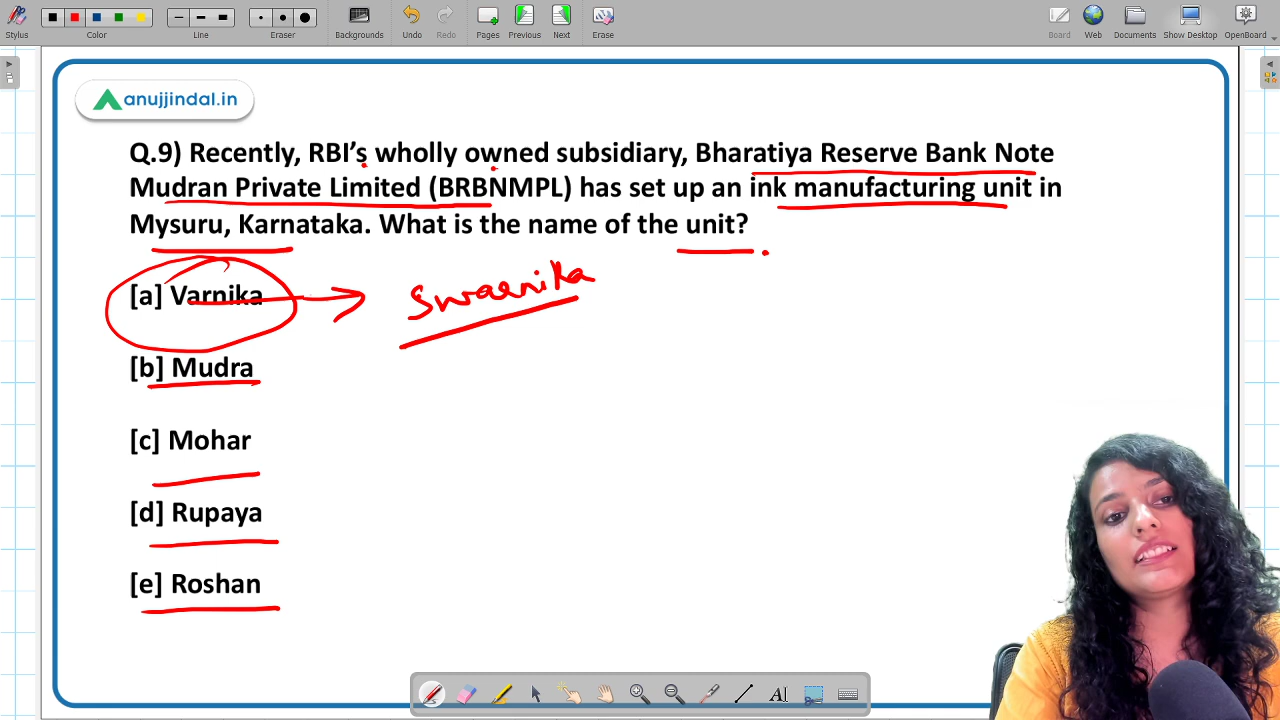 Stylus Color Line Eraser Backgrounds Undo Redo Pages Previous Next Erase Board Web Documents Show Desktop OpenBoard
anujjindal.in
Q.9) Recently, RBI's wholly owned subsidiary, Bharatiya Reserve Bank Note
Mudran Private Limited (BRBNMPL) has set up an ink manufacturing unit in
Mysuru, Karnataka. What is the name of the unit?
[a] Varnika
Swaranika
[b] Mudra
[c] Mohar
[d] Rupaya
[e] Roshan